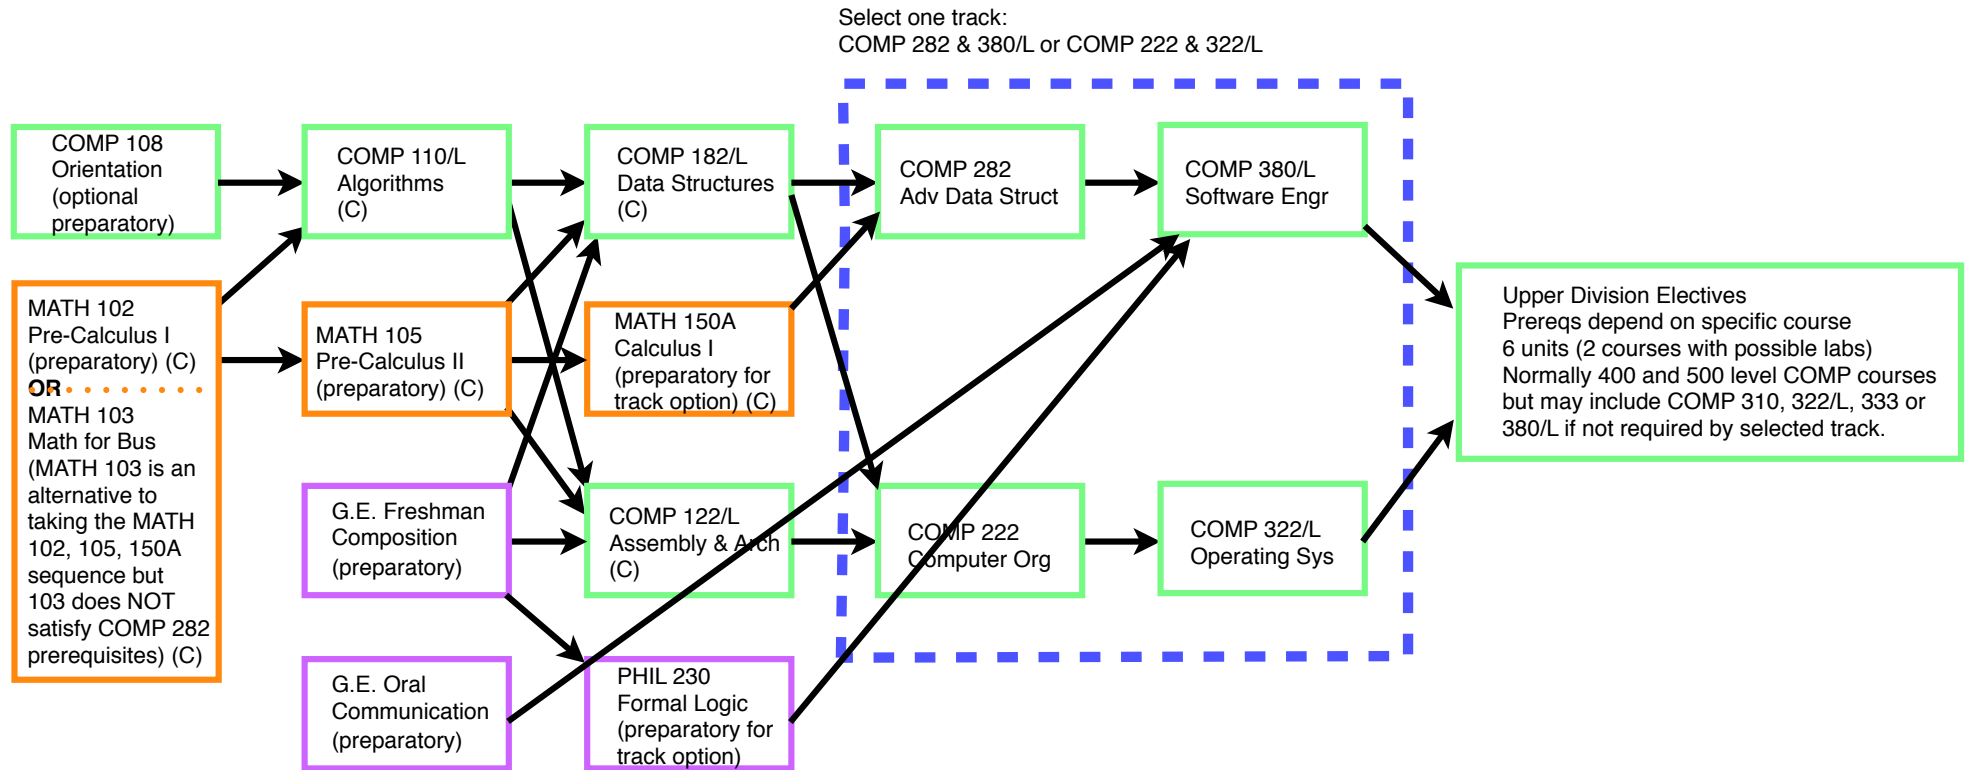 Select one track:
COMP 282 & 380/L or COMP 222 & 322/L
COMP 108
Orientation
(optional
preparatory)
COMP 110/L
Algorithms
(C)
COMP 182/L
Data Structures
(C)
COMP 282
Adv Data Struct
COMP 380/L
Software Engr
MATH 102
Pre-Calculus I
(preparatory) (C)
OR
MATH 103
Math for Bus
(MATH 103 is an
alternative to
taking the MATH
102, 105, 150A
sequence but
103 does NOT
satisfy COMP 282
prerequisites) (C)
MATH 105
Pre-Calculus II
(preparatory) (C)
MATH 150A
Calculus I
(preparatory for
track option) (C)
Upper Division Electives
Prereqs depend on specific course
6 units (2 courses with possible labs)
Normally 400 and 500 level COMP courses
but may include COMP 310, 322/L, 333 or
380/L if not required by selected track.
G.E. Freshman
Composition
(preparatory)
COMP 122/L
Assembly & Arch
(C)
COMP 222
Computer Org
COMP 322/L
Operating Sys
G.E. Oral
Communication
(preparatory)
PHIL 230
Formal Logic
(preparatory for
track option)